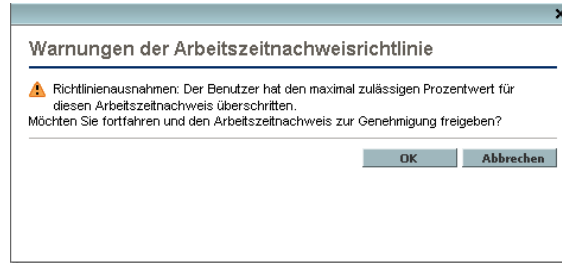 Warnungen der Arbeitszeitnachweisrichtlinie
Richtlinienausnahmen: Der Benutzer hat den maximal zulässigen Prozentwert für
diesen Arbeitszeitnachweis überschritten.
Möchten Sie fortfahren und den Arbeitszeitnachweis zur Genehmigung freigeben?
OK Abbrechen